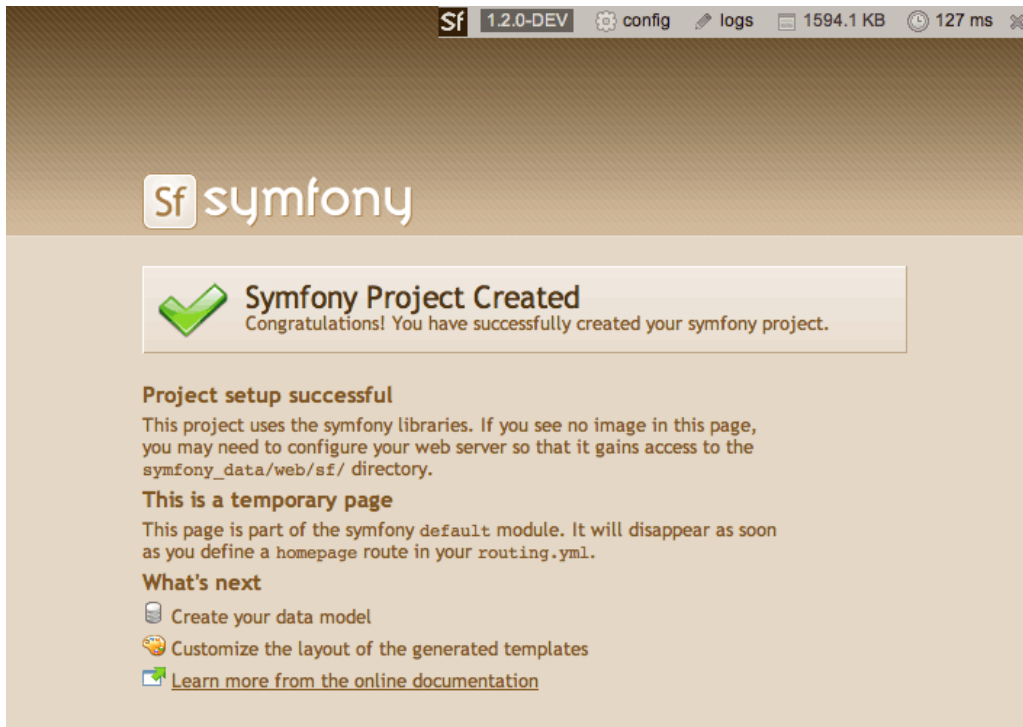 Sf 1.2.0-DEV config logs 1594.1 KB 127 ms
Sf symfony
Symfony Project Created
Congratulations! You have successfully created your symfony project.
Project setup successful
This project uses the symfony libraries. If you see no image in this page,
you may need to configure your web server so that it gains access to the
symfony_data/web/sf/ directory.
This is a temporary page
This page is part of the symfony default module. It will disappear as soon
as you define a homepage route in your routing.yml.
What's next
Create your data model
Customize the layout of the generated templates
Learn more from the online documentation